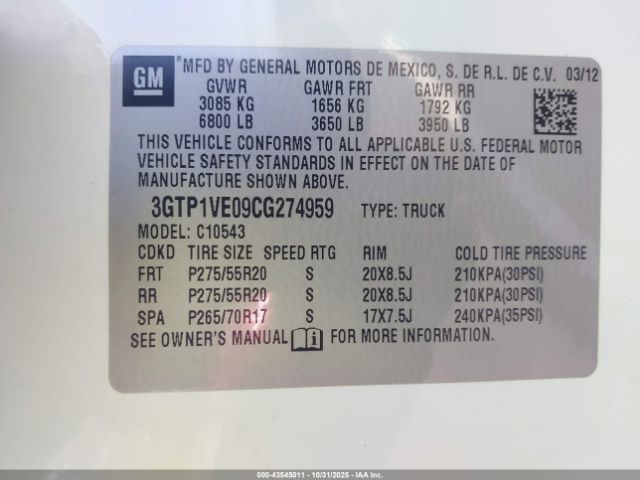 GM
*MFD BY GENERAL MOTORS DE MEXICO, S. DE R.L. DE C.V. 03/12
GVWR GAWR FRT GAWR RR
3085 KG 1656 KG 1792 KG
6800 LB 3650 LB 3950 LB
THIS VEHICLE CONFORMS TO ALL APPLICABLE U.S. FEDERAL MOTOR
VEHICLE SAFETY STANDARDS IN EFFECT ON THE DATE OF
MANUFACTURE SHOWN ABOVE.
3GTP1VE09CG274959 TYPE: TRUCK
MODEL: C10543
CDKD TIRE SIZE SPEED RTG RIM COLD TIRE PRESSURE
FRT P275/55R20 S 20X8.5J 210KPA(30PSI)
RR P275/55R20 S 20X8.5J 210KPA(30PSI)
SPA P265/70R17 S 17X7.5J 240KPA(35PSI)
SEE OWNER'S MANUAL i FOR MORE INFORMATION.
000-43545011 - 10/31/2025 - IAA Inc.